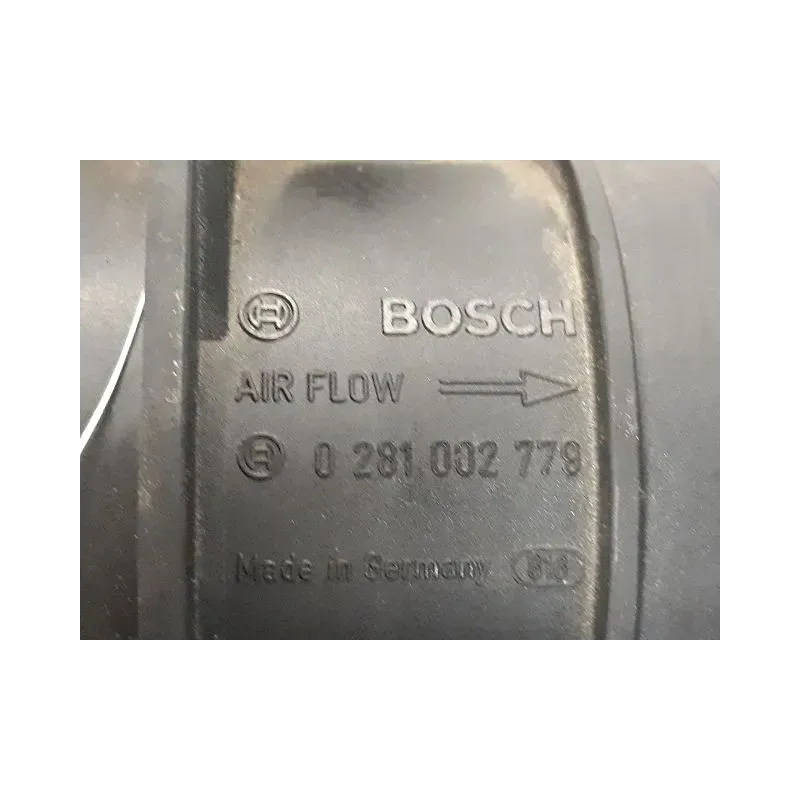 BOSCH
AIR FLOW
0 281 002 779
Made in Germany